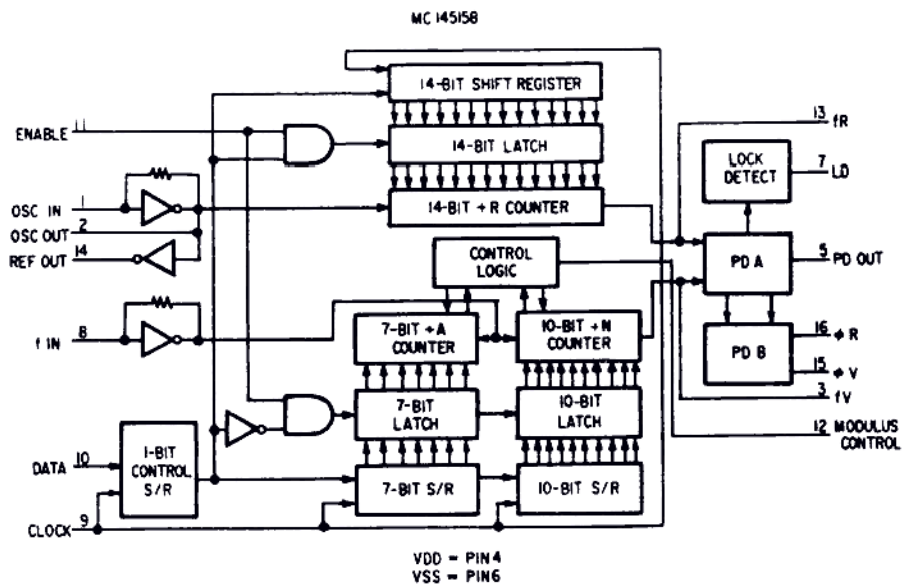 MC 145158
14-BIT SHIFT REGISTER
ENABLE 11
14-BIT LATCH
13 fR
LOCK
DETECT
7 LD
OSC IN 1
OSC OUT 2
REF OUT 14
14-BIT ÷R COUNTER
CONTROL
LOGIC
PD A
5 PD OUT
f IN 8
7-BIT ÷A
COUNTER
10-BIT ÷N
COUNTER
PD B
16 ϕR
15 ϕV
3 fV
7-BIT
LATCH
10-BIT
LATCH
12 MODULUS
CONTROL
DATA 10
1-BIT
CONTROL
S/R
7-BIT S/R
10-BIT S/R
CLOCK 9
VDD = PIN 4
VSS = PIN 6